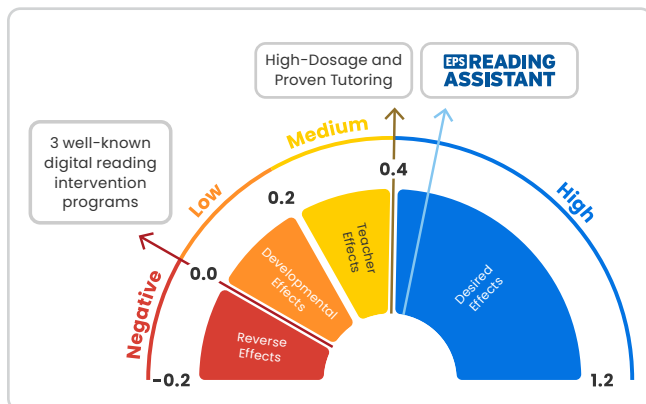 High-Dosage and
Proven Tutoring
EPS READING
ASSISTANT
3 well-known
digital reading
intervention
programs
Negative
Low
Medium
High
-0.2
0.0
0.2
0.4
1.2
Reverse
Effects
Developmental
Effects
Teacher
Effects
Desired
Effects